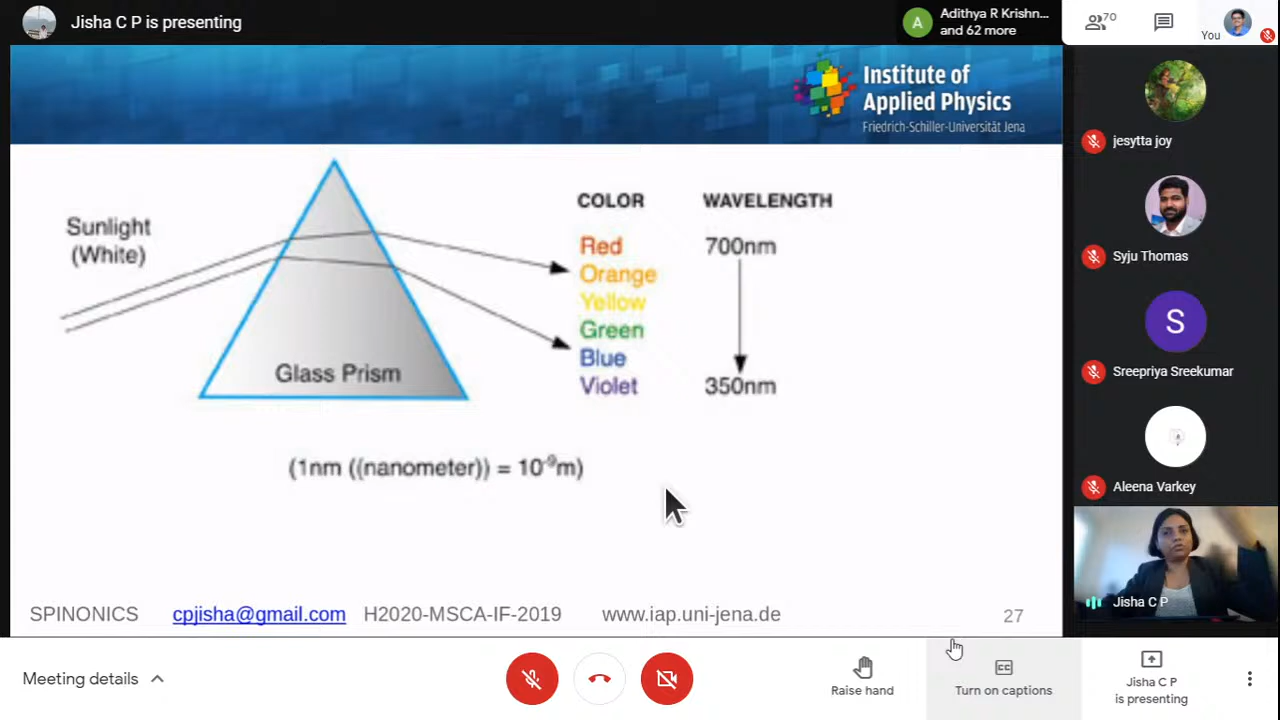 Jisha C P is presenting
A
Adithya R Krishn...
and 62 more
70
You
Institute of
Applied Physics
Friedrich-Schiller-Universität Jena
Sunlight
(White)
Glass Prism
COLOR WAVELENGTH
Red 700nm
Orange
Yellow
Green
Blue
Violet 350nm
(1nm ((nanometer)) = 10⁻⁹m)
SPINONICS cpjisha@gmail.com H2020-MSCA-IF-2019 www.iap.uni-jena.de 27
jesytta joy
Syju Thomas
S
Sreepriya Sreekumar
Aleena Varkey
Jisha C P
Meeting details
Raise hand
CC
Turn on captions
Jisha C P
is presenting